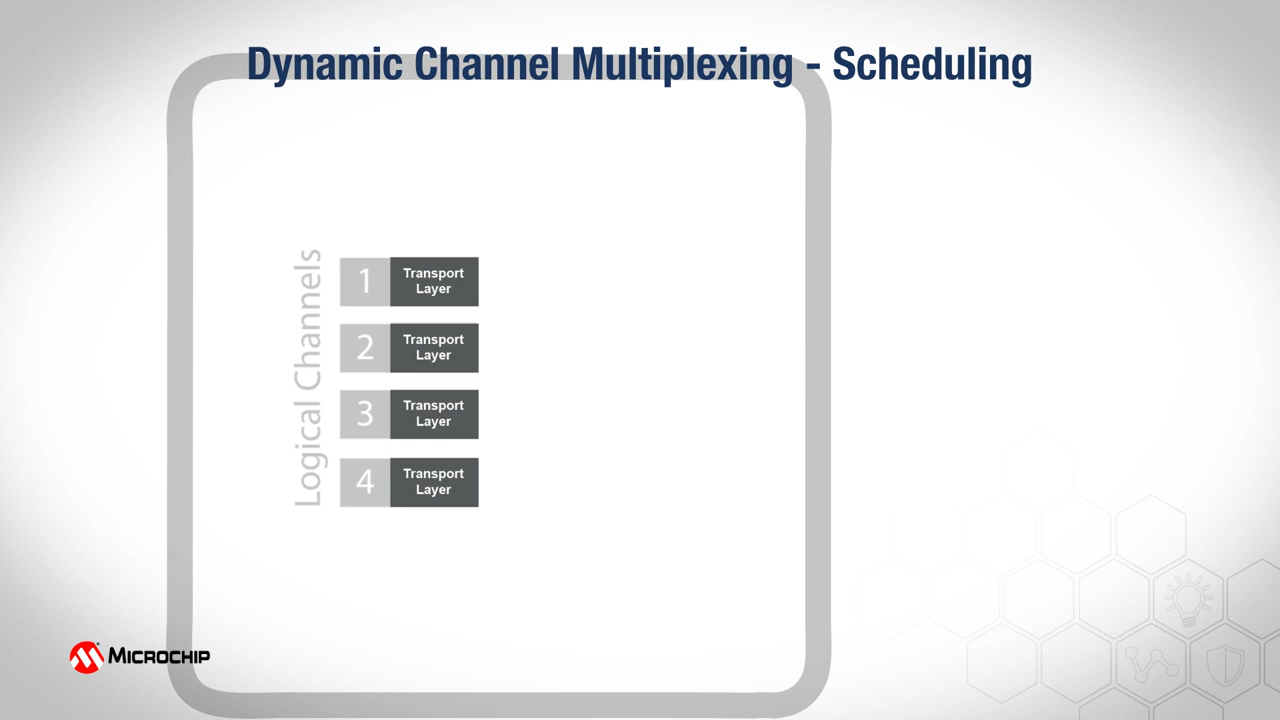 Dynamic Channel Multiplexing - Scheduling
Logical Channels
1
Transport
Layer
2
Transport
Layer
3
Transport
Layer
4
Transport
Layer
MICROCHIP